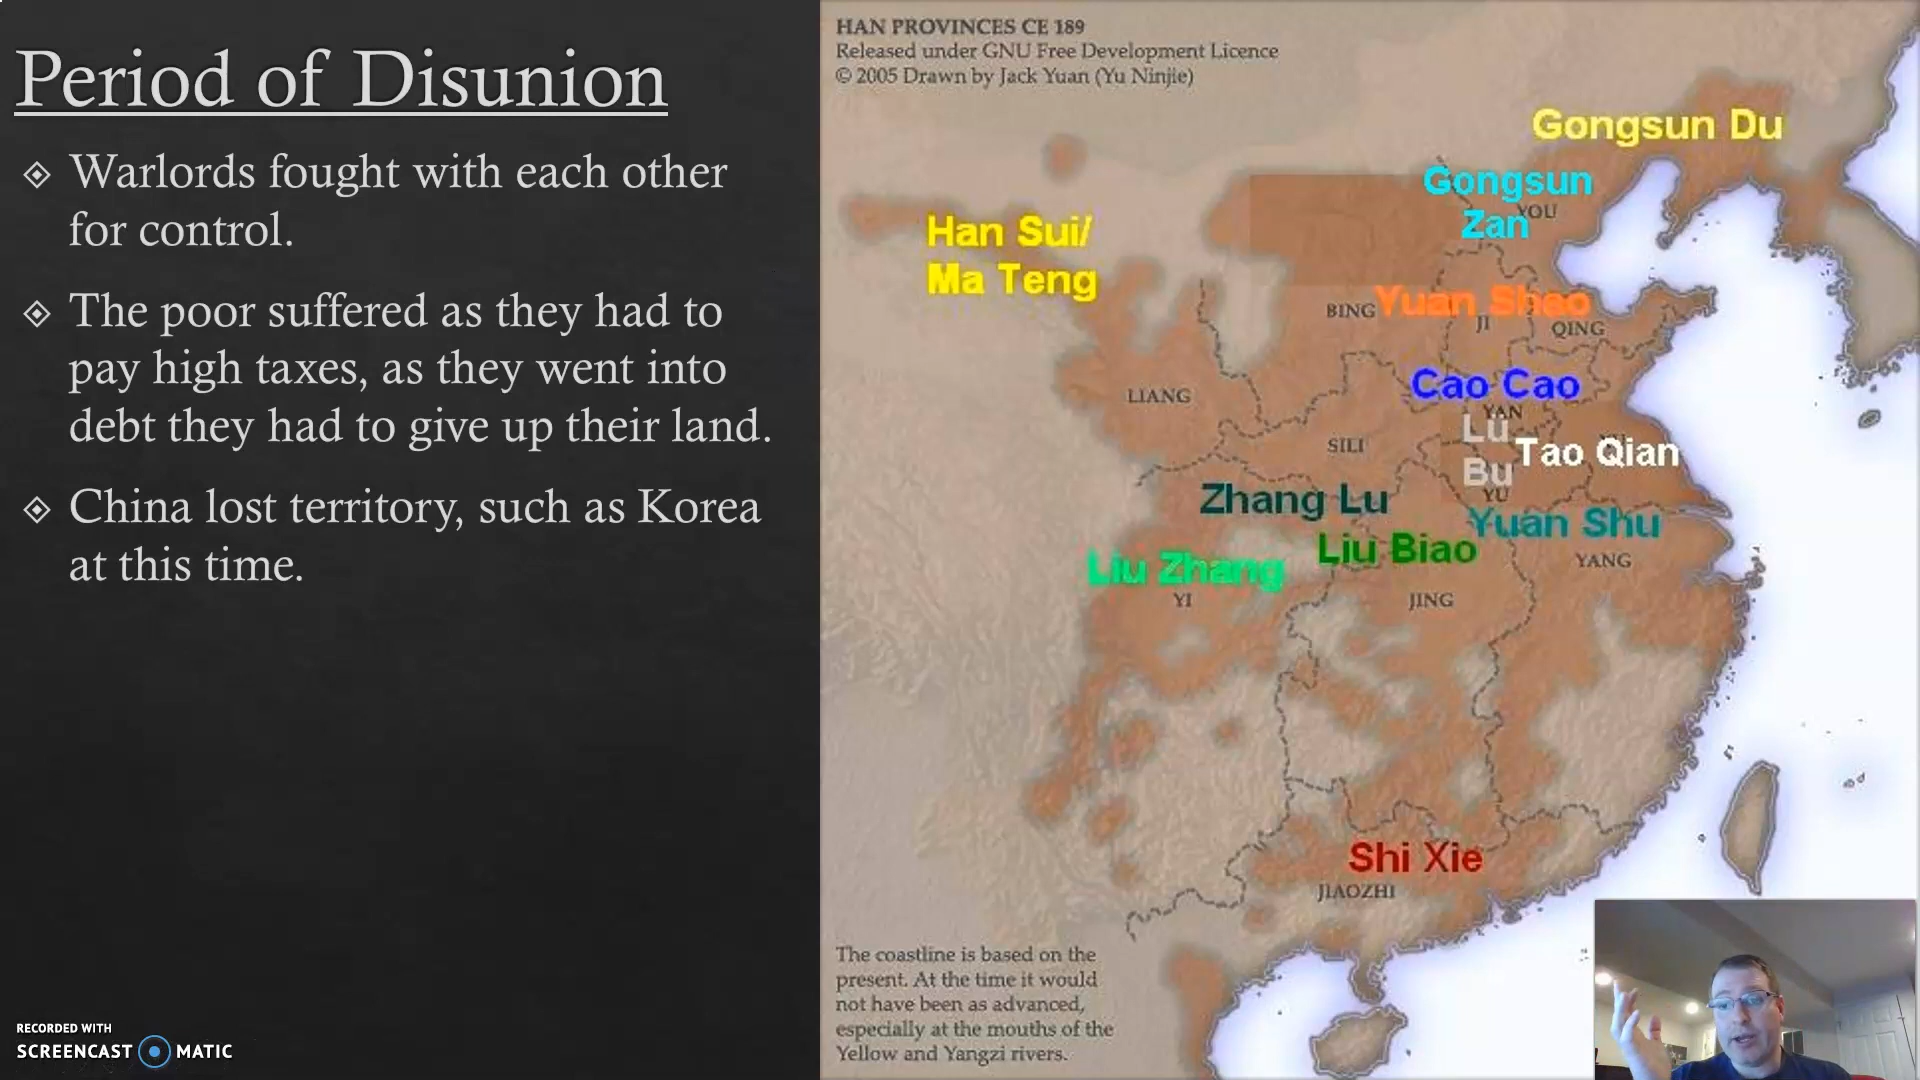 Period of Disunion
Warlords fought with each other
for control.
The poor suffered as they had to
pay high taxes, as they went into
debt they had to give up their land.
China lost territory, such as Korea
at this time.
RECORDED WITH
SCREENCAST MATIC
HAN PROVINCES CE 189
Released under GNU Free Development Licence
© 2005 Drawn by Jack Yuan (Yu Ninjie)
Gongsun Du
Gongsun
Zan
YOU
Han Sui/
Ma Teng
Yuan Shao
BING
JI
QING
Cao Cao
LIANG
YAN
Lu
Bu
SILI
Tao Qian
Zhang Lu
YU
Yuan Shu
Liu Biao
YANG
Liu Zhang
YI
JING
Shi Xie
JIAOZHI
The coastline is based on the
present. At the time it would
not have been as advanced,
especially at the mouths of the
Yellow and Yangzi rivers.